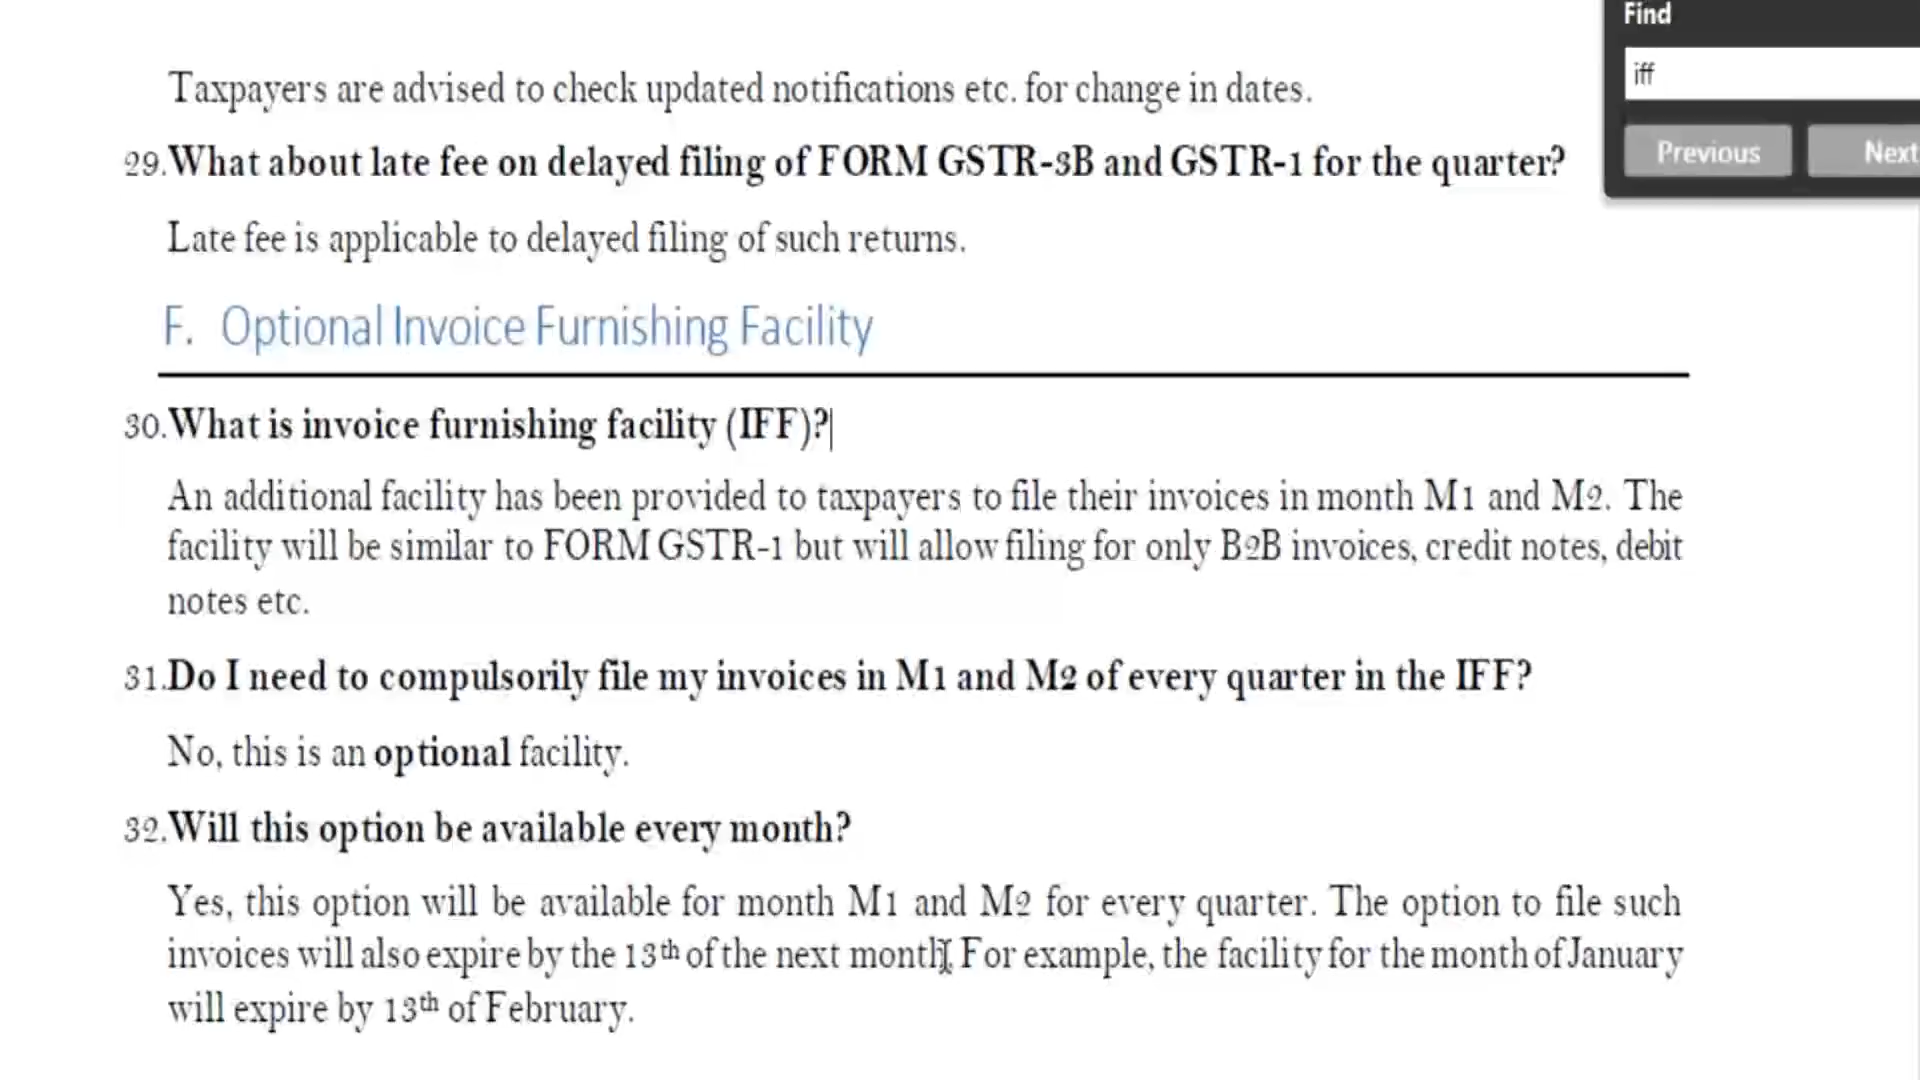 Find
iff
Previous
Next
Taxpayers are advised to check updated notifications etc. for change in dates.
29.What about late fee on delayed filing of FORM GSTR-3B and GSTR-1 for the quarter?
Late fee is applicable to delayed filing of such returns.
F. Optional Invoice Furnishing Facility
30.What is invoice furnishing facility (IFF)?
An additional facility has been provided to taxpayers to file their invoices in month M1 and M2. The
facility will be similar to FORM GSTR-1 but will allow filing for only B2B invoices, credit notes, debit
notes etc.
31.Do I need to compulsorily file my invoices in M1 and M2 of every quarter in the IFF?
No, this is an optional facility.
32.Will this option be available every month?
Yes, this option will be available for month M1 and M2 for every quarter. The option to file such
invoices will also expire by the 13th of the next month. For example, the facility for the month of January
will expire by 13th of February.